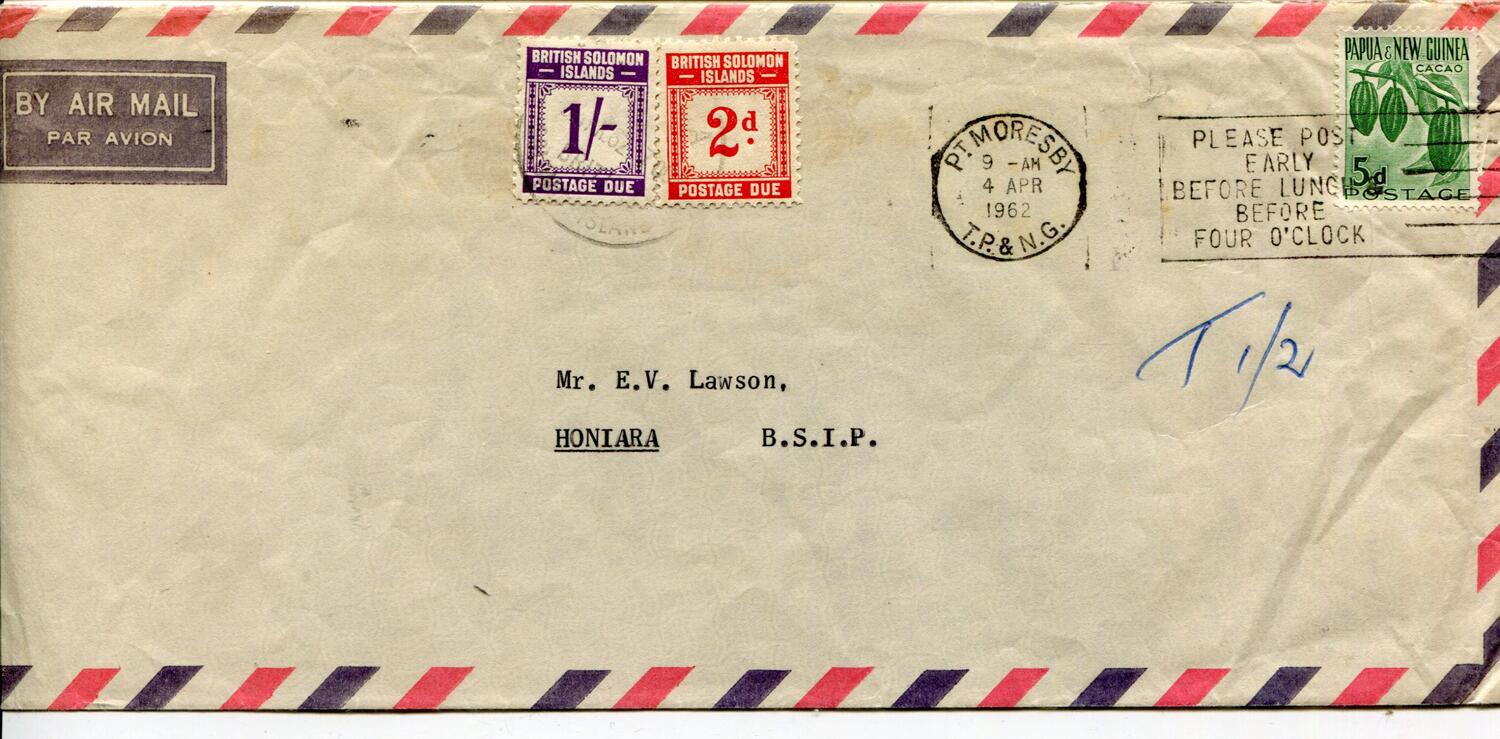 BY AIR MAIL
PAR AVION
BRITISH SOLOMON
ISLANDS
1/-
POSTAGE DUE
BRITISH SOLOMON
ISLANDS
2d.
POSTAGE DUE
PT. MORESBY
9 -AM
4 APR
1962
T.P. & N.G.
PLEASE POST
EARLY
BEFORE LUNCH
BEFORE
FOUR O'CLOCK
PAPUA & NEW GUINEA
CACAO
5d
POSTAGE
T 1/2
Mr. E.V. Lawson,
HONIARA B.S.I.P.